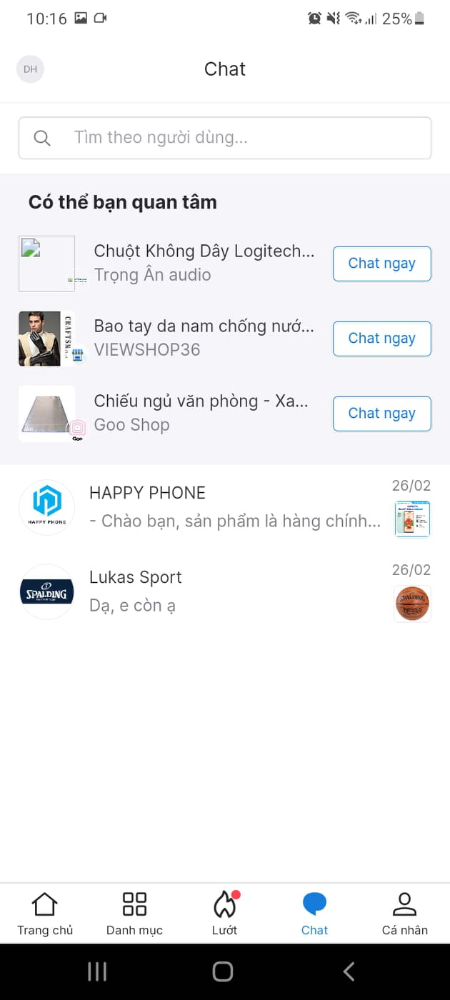 10:16
25%
DH
Chat
Tìm theo người dùng...
Có thể bạn quan tâm
Chuột Không Dây Logitech...
Trọng Ân audio
Chat ngay
CRAFTSM
Bao tay da nam chống nướ...
VIEWSHOP36
Chat ngay
Chiếu ngủ văn phòng - Xa...
Goo Shop
Goo
Chat ngay
HAPPY PHONE
HAPPY PHONE
- Chào bạn, sản phẩm là hàng chính...
26/02
SPALDING
Lukas Sport
Dạ, e còn ạ
26/02
SPALDING
Trang chủ
Danh mục
Lướt
Chat
Cá nhân